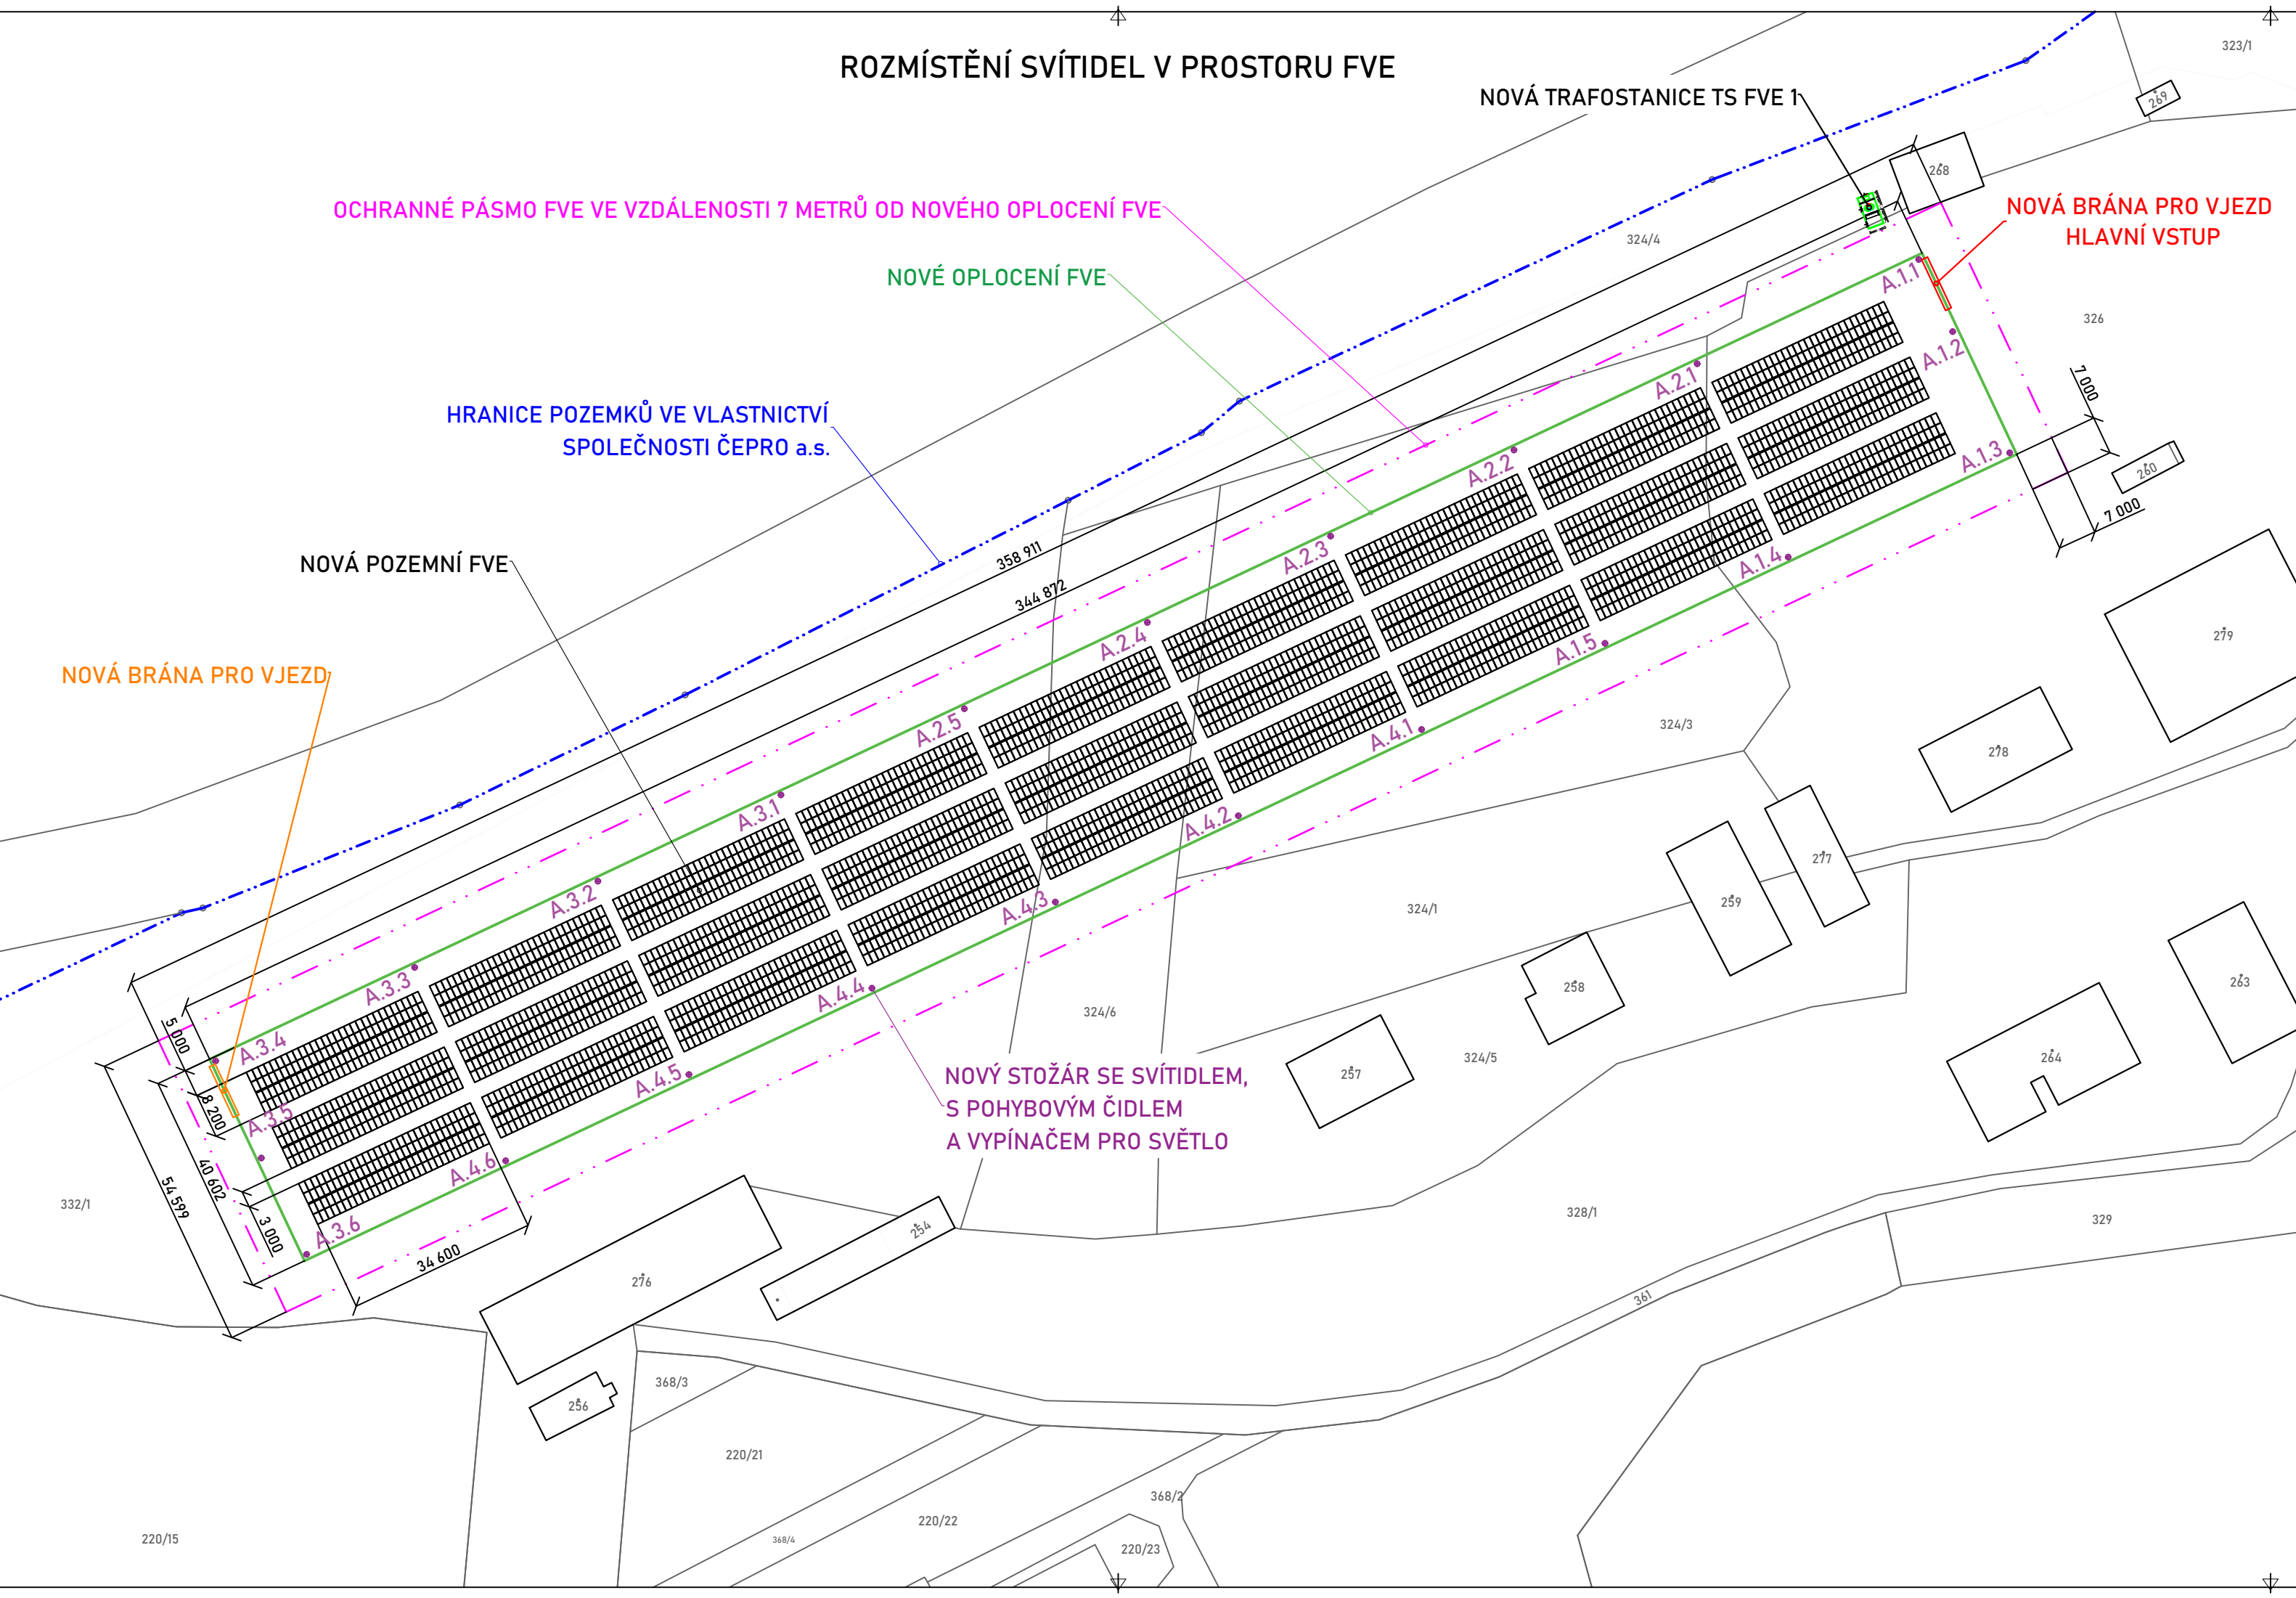 ROZMÍSTĚNÍ SVÍTIDEL V PROSTORU FVE
323/1
269
NOVÁ TRAFOSTANICE TS FVE 1
268
OCHRANNÉ PÁSMO FVE VE VZDÁLENOSTI 7 METRŮ OD NOVÉHO OPLOCENÍ FVE
NOVÁ BRÁNA PRO VJEZD
HLAVNÍ VSTUP
324/4
NOVÉ OPLOCENÍ FVE
A.1.1
326
A.1.2
A.2.1
7 000
HRANICE POZEMKŮ VE VLASTNICTVÍ
SPOLEČNOSTI ČEPRO a.s.
A.2.2
A.1.3
260
7 000
358 911
344 872
A.2.3
A.1.4
NOVÁ POZEMNÍ FVE
A.2.4
A.1.5
279
NOVÁ BRÁNA PRO VJEZD
A.2.5
A.4.1
324/3
278
A.3.1
A.4.2
277
A.3.2
A.4.3
259
324/1
A.3.3
A.4.4
258
263
324/6
5 000
A.3.4
A.4.5
324/5
257
264
NOVÝ STOŽÁR SE SVÍTIDLEM,
S POHYBOVÝM ČIDLEM
A VYPÍNAČEM PRO SVĚTLO
8 200
A.3.5
A.4.6
40 602
54 599
332/1
3 000
A.3.6
34 600
254
328/1
329
276
361
368/3
256
220/21
368/2
220/22
220/15
368/4
220/23